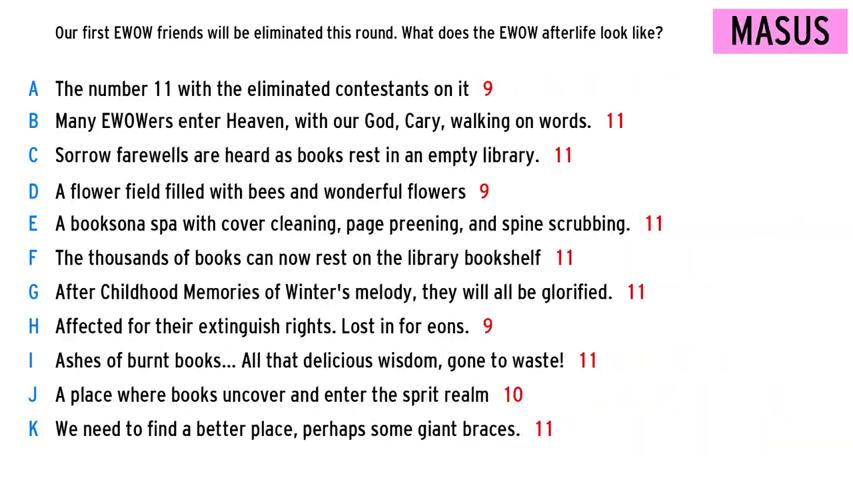 Our first EWOW friends will be eliminated this round. What does the EWOW afterlife look like?
MASUS
A The number 11 with the eliminated contestants on it 9
B Many EWOWers enter Heaven, with our God, Cary, walking on words. 11
C Sorrow farewells are heard as books rest in an empty library. 11
D A flower field filled with bees and wonderful flowers 9
E A booksona spa with cover cleaning, page preening, and spine scrubbing. 11
F The thousands of books can now rest on the library bookshelf 11
G After Childhood Memories of Winter's melody, they will all be glorified. 11
H Affected for their extinguish rights. Lost in for eons. 9
I Ashes of burnt books... All that delicious wisdom, gone to waste! 11
J A place where books uncover and enter the sprit realm 10
K We need to find a better place, perhaps some giant braces. 11